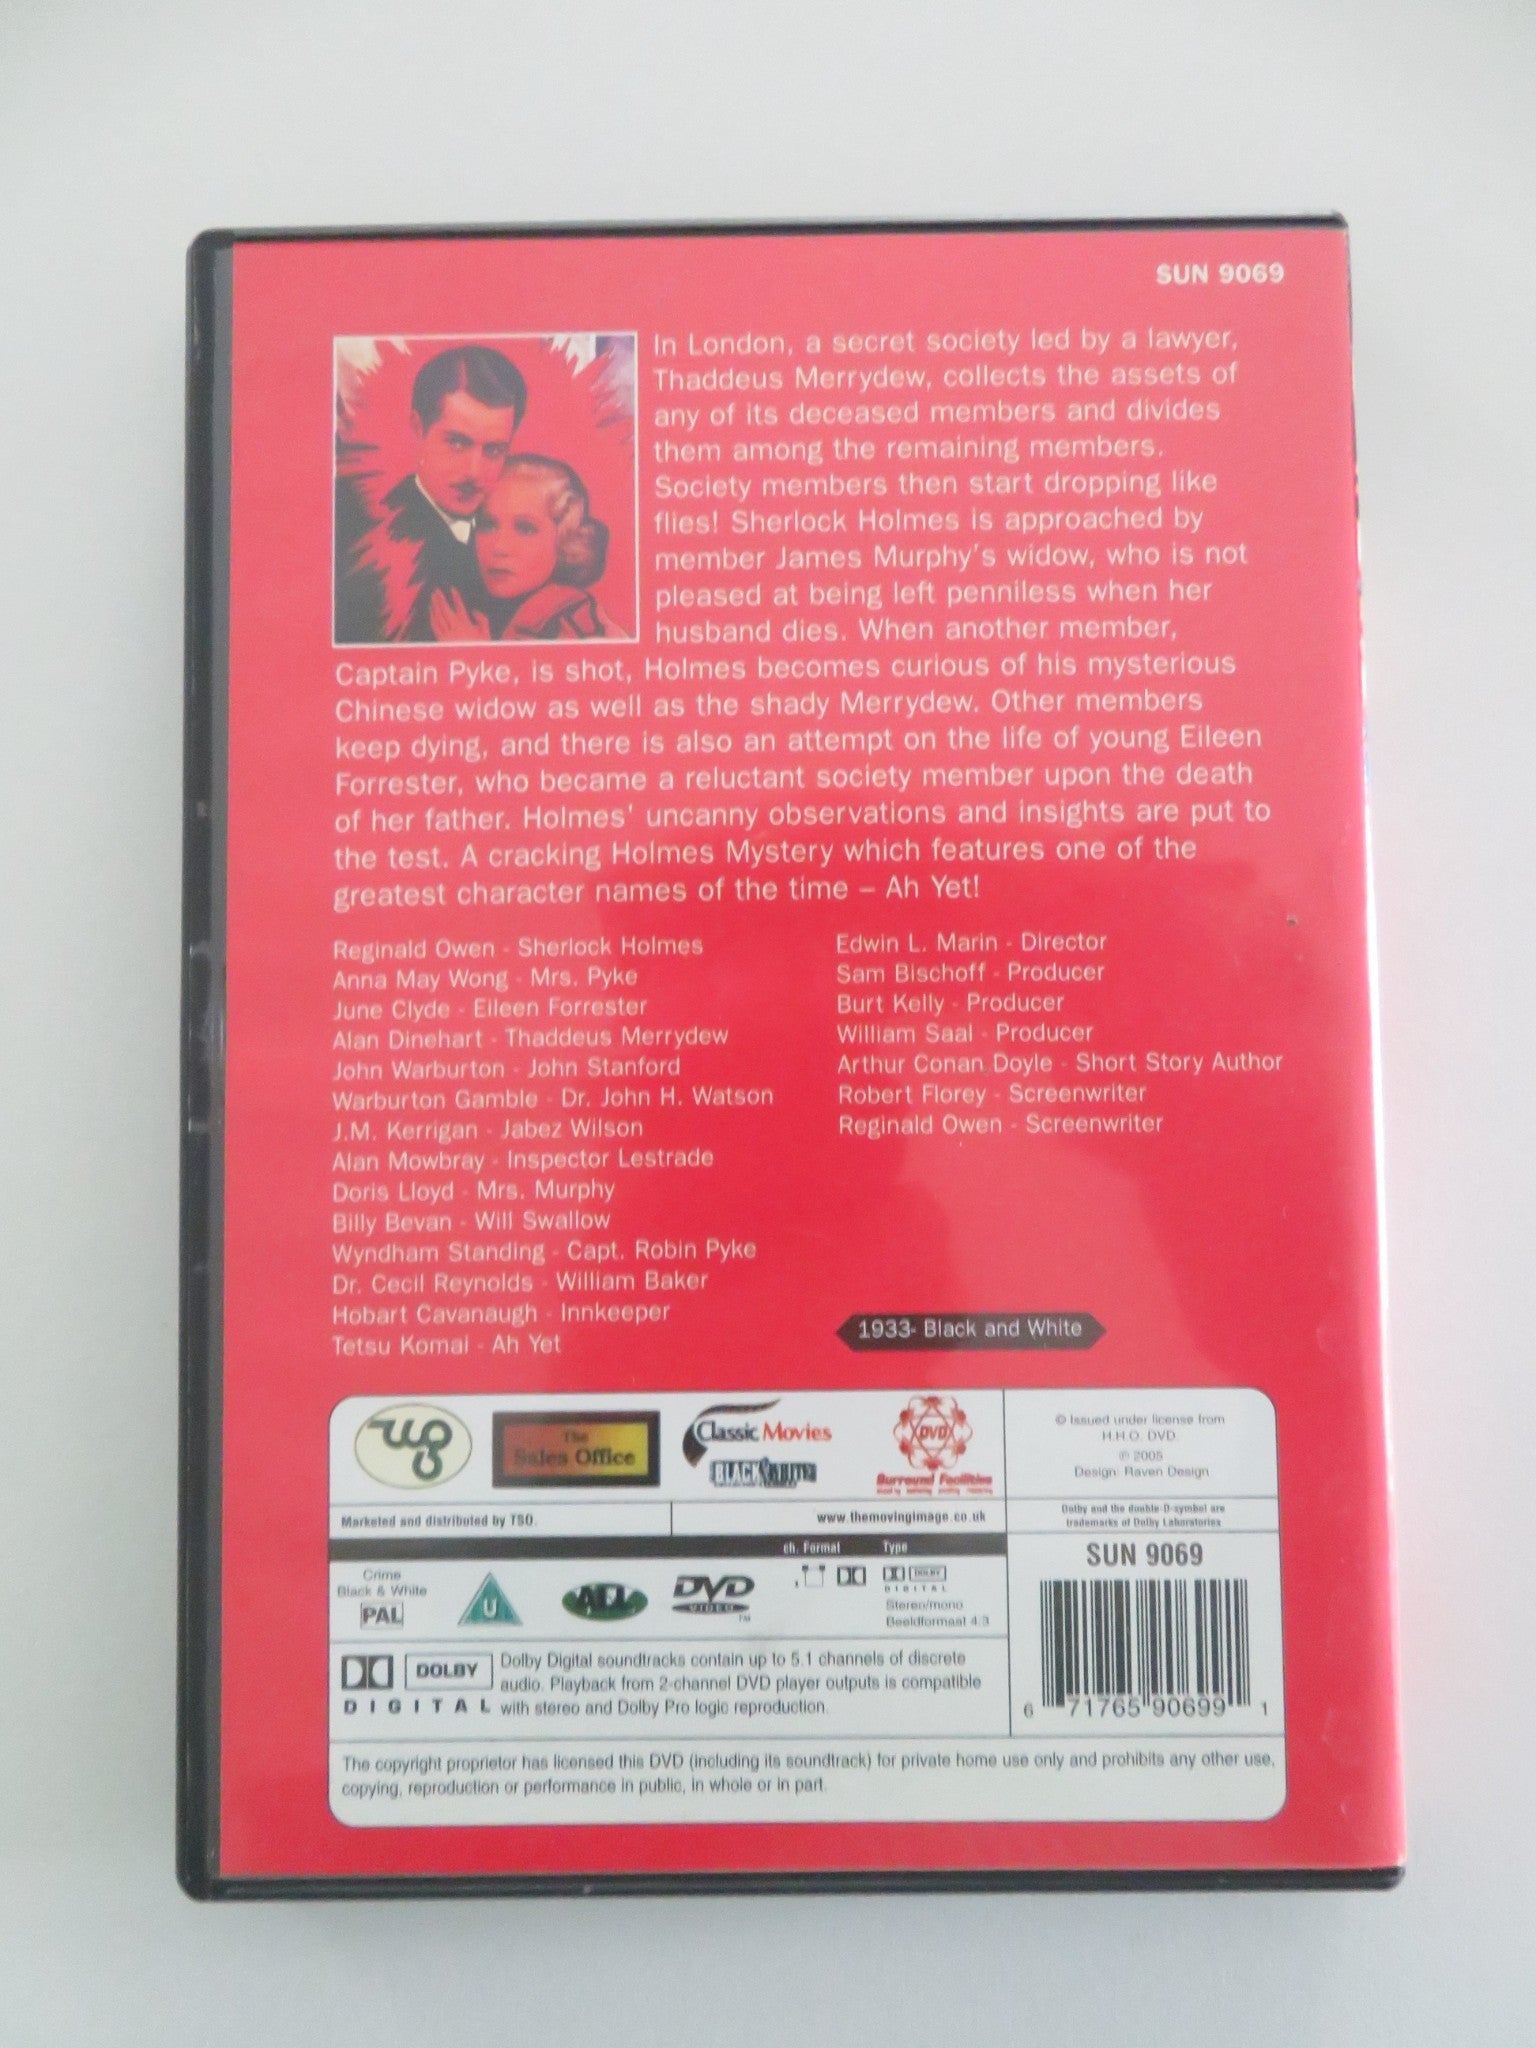 SUN 9069
In London, a secret society led by a lawyer,
Thaddeus Merrydew, collects the assets of
any of its deceased members and divides
them among the remaining members.
Society members then start dropping like
flies! Sherlock Holmes is approached by
member James Murphy's widow, who is not
pleased at being left penniless when her
husband dies. When another member,
Captain Pyke, is shot, Holmes becomes curious of his mysterious
Chinese widow as well as the shady Merrydew. Other members
keep dying, and there is also an attempt on the life of young Eileen
Forrester, who became a reluctant society member upon the death
of her father. Holmes' uncanny observations and insights are put to
the test. A cracking Holmes Mystery which features one of the
greatest character names of the time – Ah Yet!
Reginald Owen - Sherlock Holmes
Anna May Wong - Mrs. Pyke
June Clyde - Eileen Forrester
Alan Dinehart - Thaddeus Merrydew
John Warburton - John Stanford
Warburton Gamble - Dr. John H. Watson
J.M. Kerrigan - Jabez Wilson
Alan Mowbray - Inspector Lestrade
Doris Lloyd - Mrs. Murphy
Billy Bevan - Will Swallow
Wyndham Standing - Capt. Robin Pyke
Dr. Cecil Reynolds - William Baker
Hobart Cavanaugh - Innkeeper
Tetsu Komai - Ah Yet
Edwin L. Marin - Director
Sam Bischoff - Producer
Burt Kelly - Producer
William Saal - Producer
Arthur Conan Doyle - Short Story Author
Robert Florey - Screenwriter
Reginald Owen - Screenwriter
1933- Black and White
The
Sales Office
Classic Movies
BLACK & WHITE
DVD
Surround Facilities
© Issued under license from
H.H.O. DVD.
℗ 2005
Design: Raven Design
Marketed and distributed by TSO.
www.themovingimage.co.uk
Dolby and the double-D-symbol are
trademarks of Dolby Laboratories
ch. Format Type
Crime
Black & White
PAL
U
DVD
VIDEO
TM
DOLBY
DIGITAL
Stereo/mono
Beeldformaat 4:3
SUN 9069
6 71765 90699 1
DOLBY
DIGITAL
Dolby Digital soundtracks contain up to 5.1 channels of discrete
audio. Playback from 2-channel DVD player outputs is compatible
with stereo and Dolby Pro logic reproduction.
The copyright proprietor has licensed this DVD (including its soundtrack) for private home use only and prohibits any other use,
copying, reproduction or performance in public, in whole or in part.